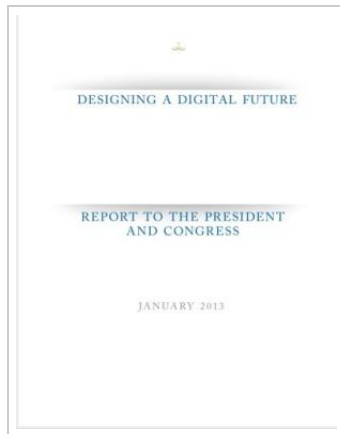 DESIGNING A DIGITAL FUTURE
REPORT TO THE PRESIDENT
AND CONGRESS
JANUARY 2013